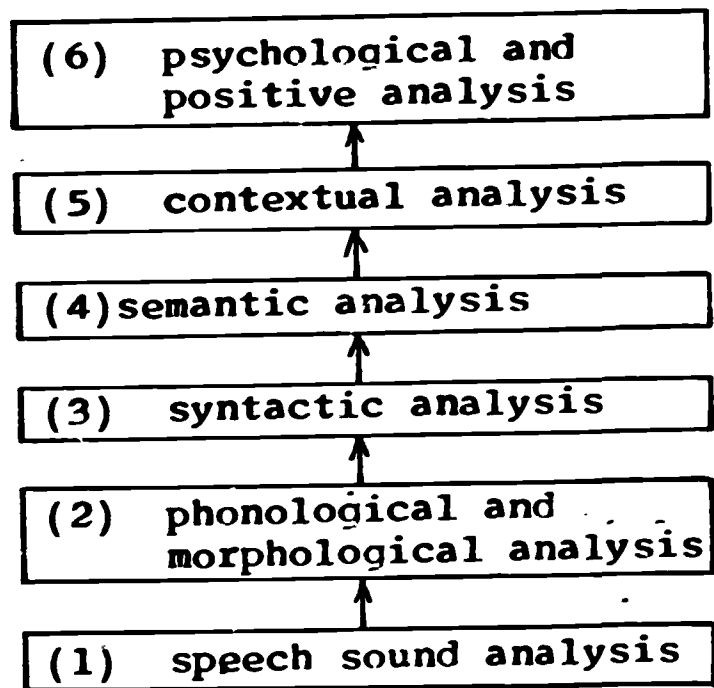 (6) psychological and
positive analysis
(5) contextual analysis
(4) semantic analysis
(3) syntactic analysis
(2) phonological and
morphological analysis
(1) speech sound analysis